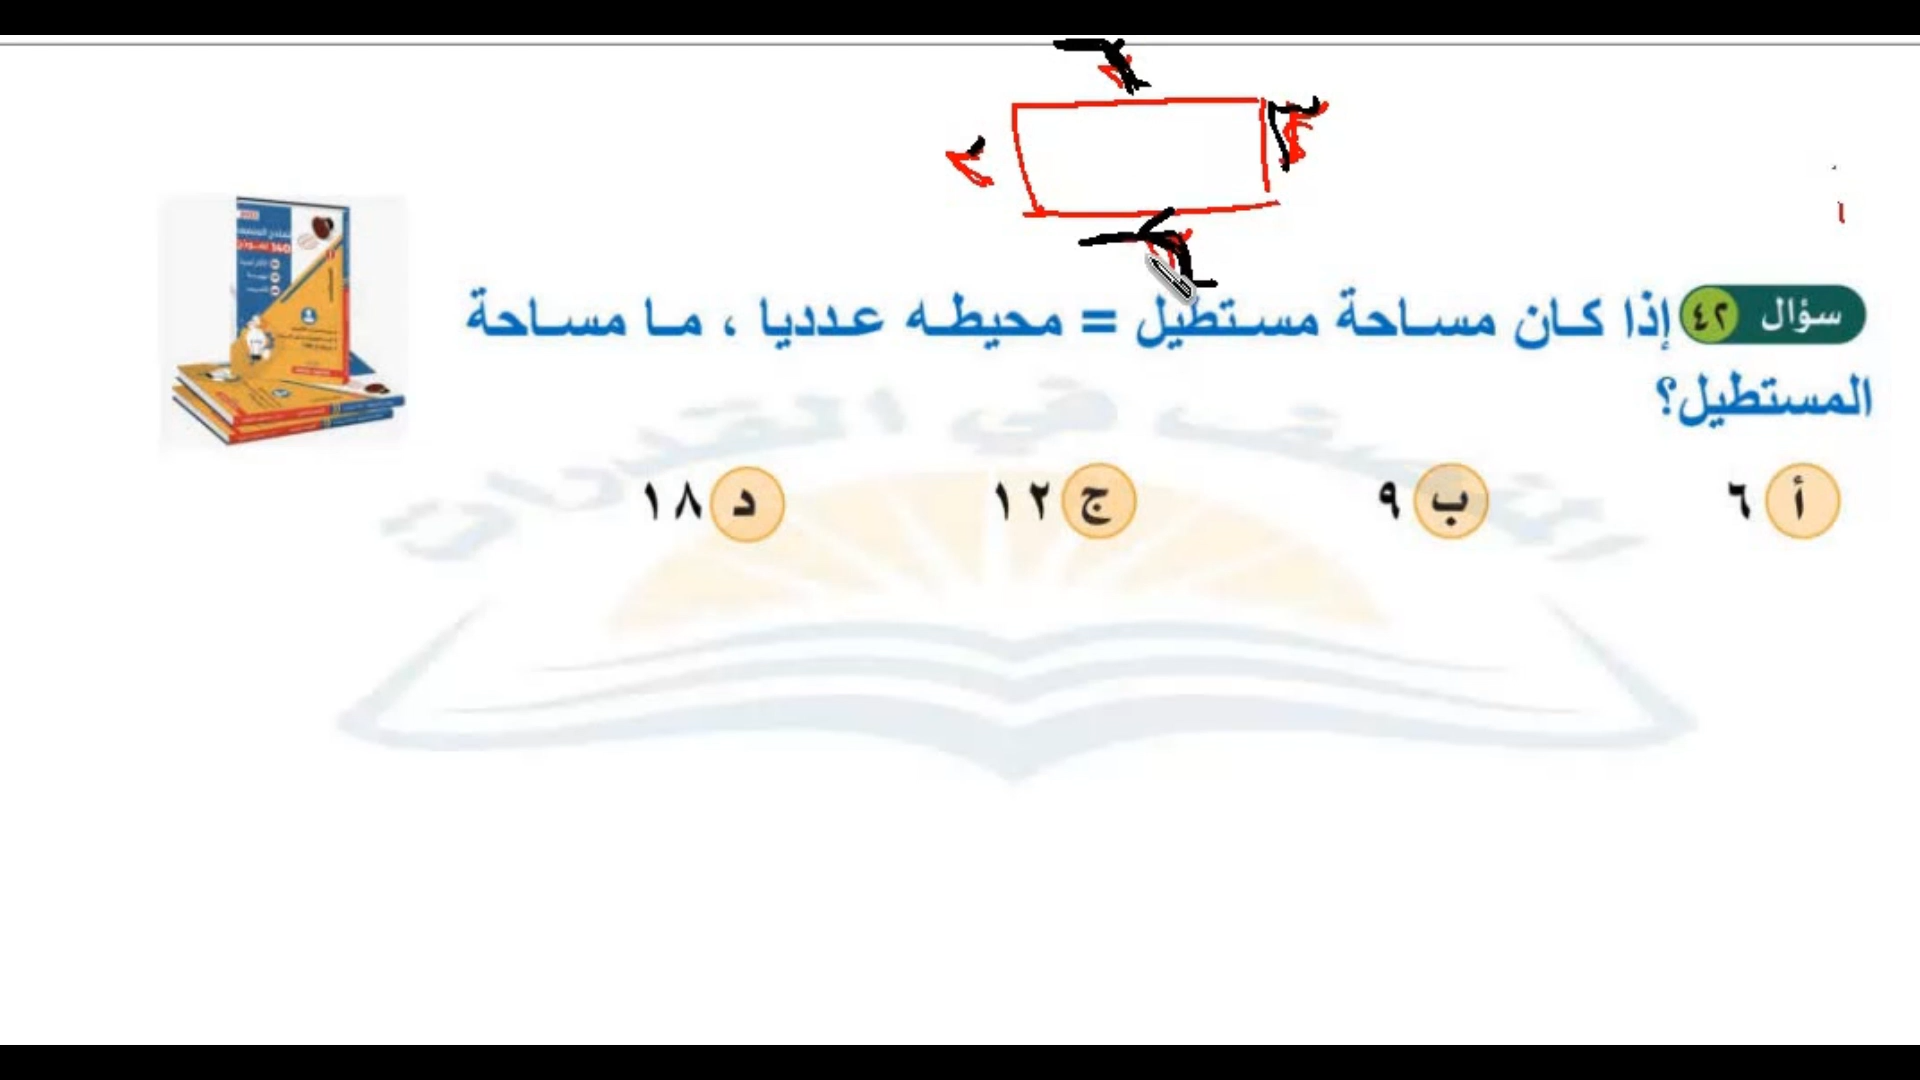 سؤال ٤٢ إذا كان مساحة مستطيل = محيطه عدديا ، ما مساحة
المستطيل؟
أ ٦
ب ٩
ج ١٢
د ١٨